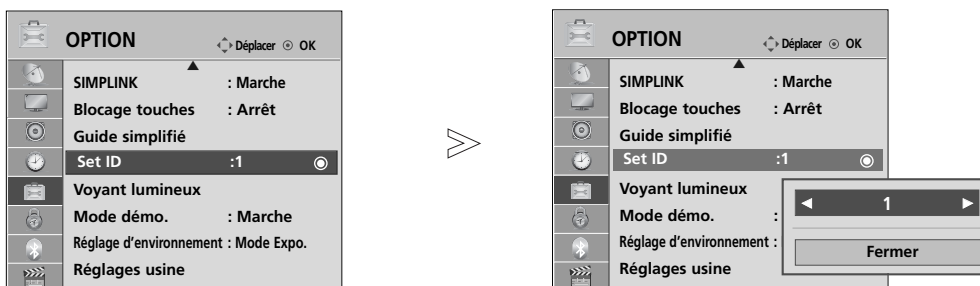 OPTION Déplacer OK
SIMPLINK : Marche
Blocage touches : Arrêt
Guide simplifié
Set ID :1
Voyant lumineux
Mode démo. : Marche
Réglage d'environnement : Mode Expo.
Réglages usine
OPTION Déplacer OK
SIMPLINK : Marche
Blocage touches : Arrêt
Guide simplifié
Set ID :1
Voyant lumineux
Mode démo. :
Réglage d'environnement :
Réglages usine
1
Fermer